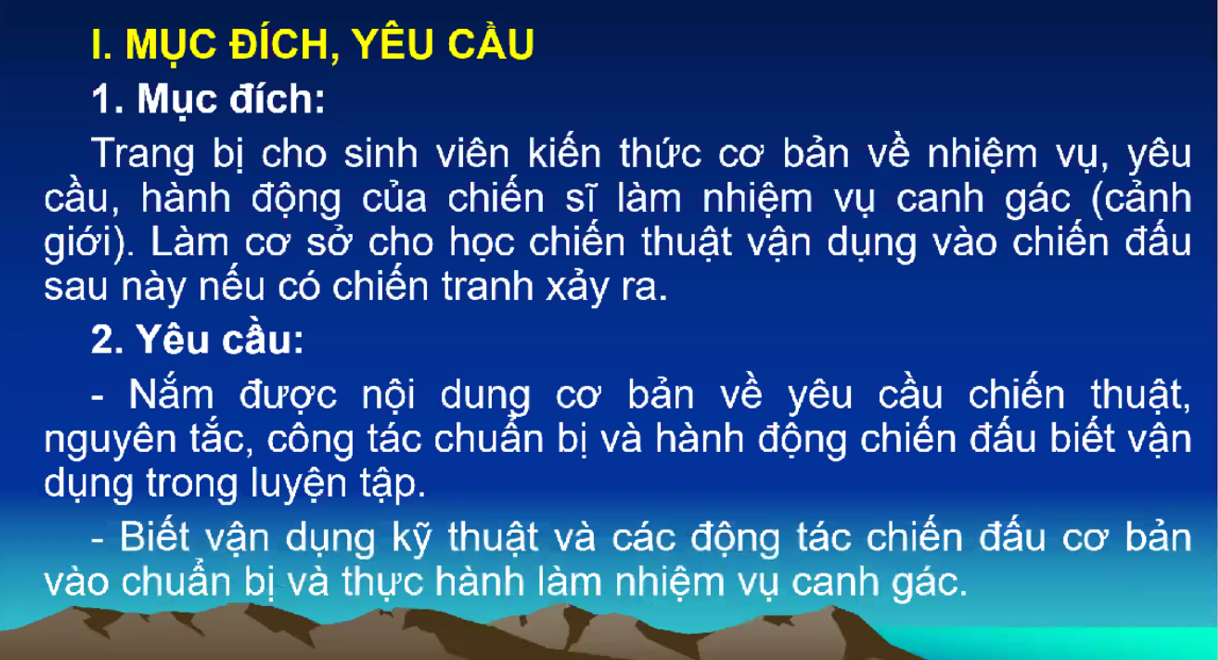 I. MỤC ĐÍCH, YÊU CẦU
1. Mục đích:
Trang bị cho sinh viên kiến thức cơ bản về nhiệm vụ, yêu
cầu, hành động của chiến sĩ làm nhiệm vụ canh gác (cảnh
giới). Làm cơ sở cho học chiến thuật vận dụng vào chiến đấu
sau này nếu có chiến tranh xảy ra.
2. Yêu cầu:
- Nắm được nội dung cơ bản về yêu cầu chiến thuật,
nguyên tắc, công tác chuẩn bị và hành động chiến đấu biết vận
dụng trong luyện tập.
- Biết vận dụng kỹ thuật và các động tác chiến đấu cơ bản
vào chuẩn bị và thực hành làm nhiệm vụ canh gác.